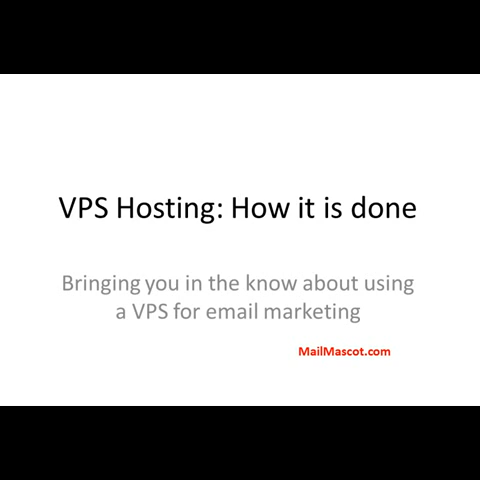 VPS Hosting: How it is done
Bringing you in the know about using
a VPS for email marketing
MailMascot.com